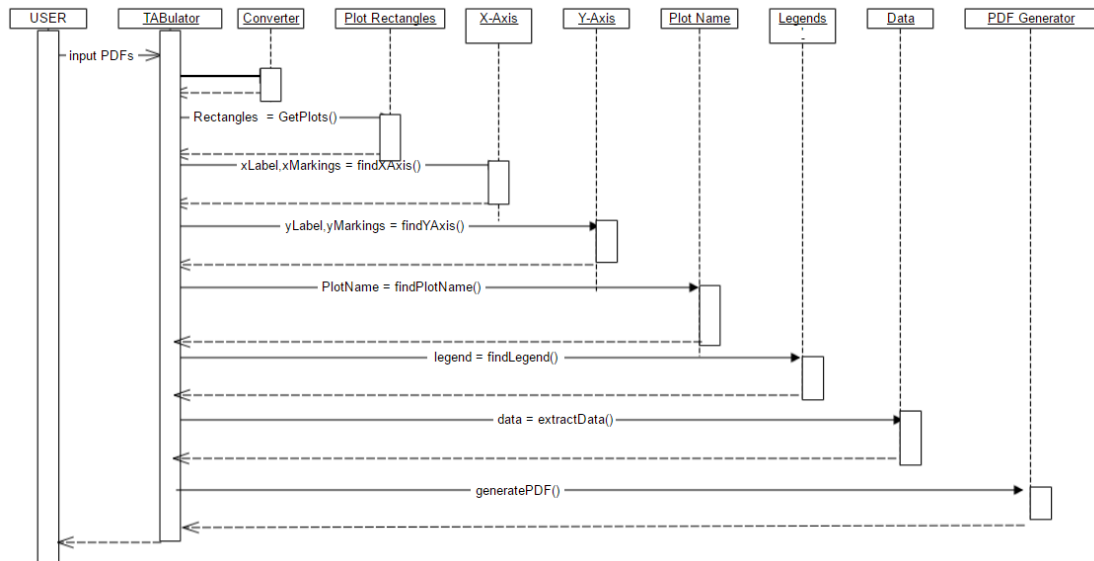 USER
TABulator
Converter
Plot Rectangles
X-Axis
Y-Axis
Plot Name
Legends
Data
PDF Generator
input PDFs
Rectangles = GetPlots()
xLabel,xMarkings = findXAxis()
yLabel,yMarkings = findYAxis()
PlotName = findPlotName()
legend = findLegend()
data = extractData()
generatePDF()